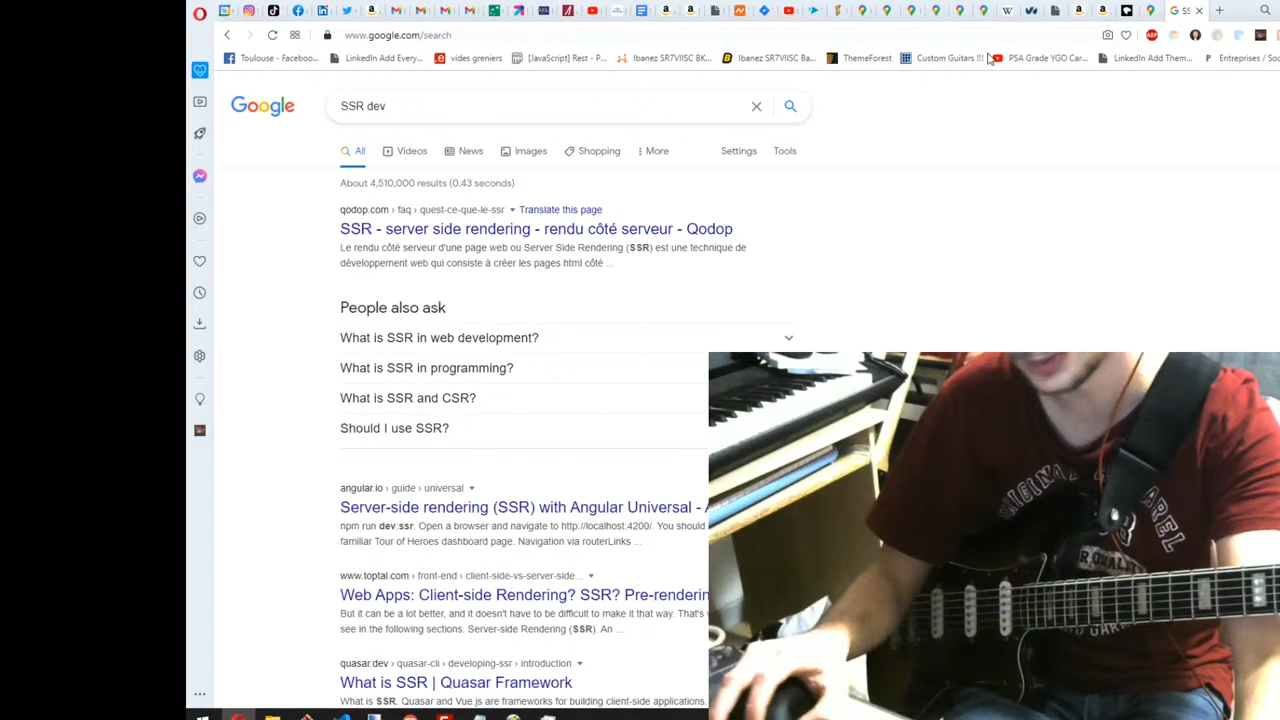 www.google.com/search
Toulouse - Faceboo...
LinkedIn Add Every...
vide greniers
[JavaScript] Rest - P...
Ibanez SR7VIISC BK...
Ibanez SR7VIISC Ba...
ThemeForest
Custom Guitars !!!
PSA Grade YGO Car...
LinkedIn Add Them...
Entreprises / Soc
Google
SSR dev
All
Videos
News
Images
Shopping
More
Settings
Tools
About 4,510,000 results (0.43 seconds)
qodop.com › faq › quest-ce-que-le-ssr
Translate this page
SSR - server side rendering - rendu côté serveur - Qodop
Le rendu côté serveur d'une page web ou Server Side Rendering (SSR) est une technique de
développement web qui consiste à créer les pages html côté ...
People also ask
What is SSR in web development?
What is SSR in programming?
What is SSR and CSR?
Should I use SSR?
angular.io › guide › universal
Server-side rendering (SSR) with Angular Universal -
npm run dev:ssr. Open a browser and navigate to http://localhost:4200/. You should
familiar Tour of Heroes dashboard page. Navigation via routerLinks ...
www.toptal.com › front-end › client-side-vs-server-side...
Web Apps: Client-side Rendering? SSR? Pre-renderin
But it can be a lot better, and it doesn't have to be difficult to make it that way. That's
see in the following sections. Server-side Rendering (SSR). An ...
quasar.dev › quasar-cli › developing-ssr › introduction
What is SSR | Quasar Framework
What is SSR. Quasar and Vue.js are frameworks for building client-side applications.
ORIGINAL